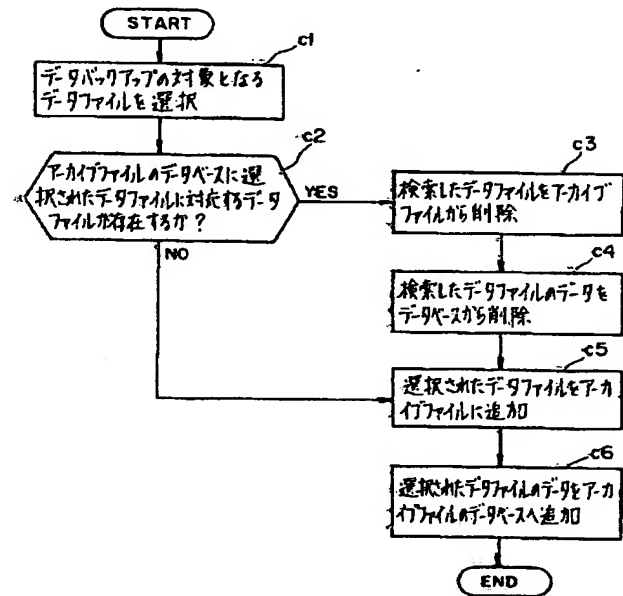 START
c1
データバックアップの対象となる
データファイルを選択
c2
アーカイブファイルのデータベースに選
択されたデータファイルに対応するデータ
ファイルが存在するか？
YES
NO
c3
検索したデータファイルをアーカイブ
ファイルから削除
c4
検索したデータファイルのデータを
データベースから削除
c5
選択されたデータファイルをアーカ
イブファイルに追加
c6
選択されたデータファイルのデータをアーカ
イブファイルのデータベースへ追加
END